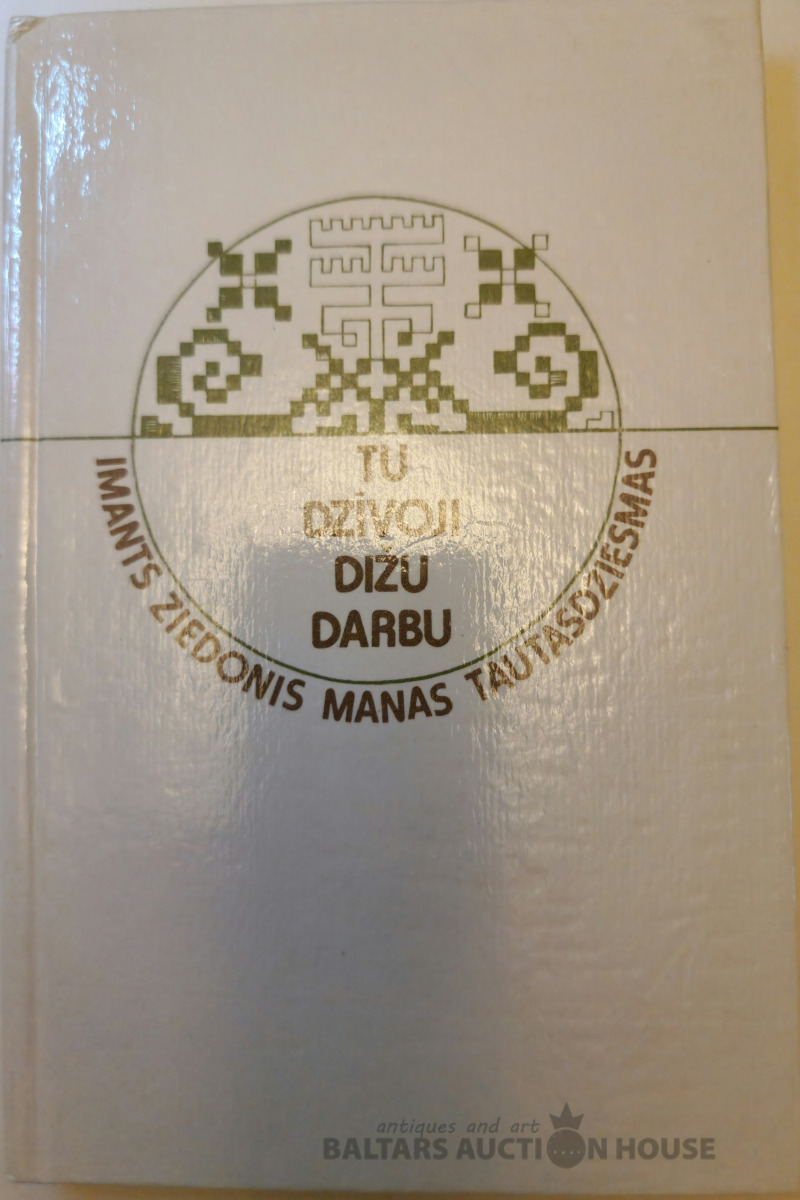 TU
DZĪVOJI
DIŽU
DARBU
IMANTS ZIEDONIS MANAS TAUTASDZIESMAS
antiques and art
BALTARS AUCTION HOUSE